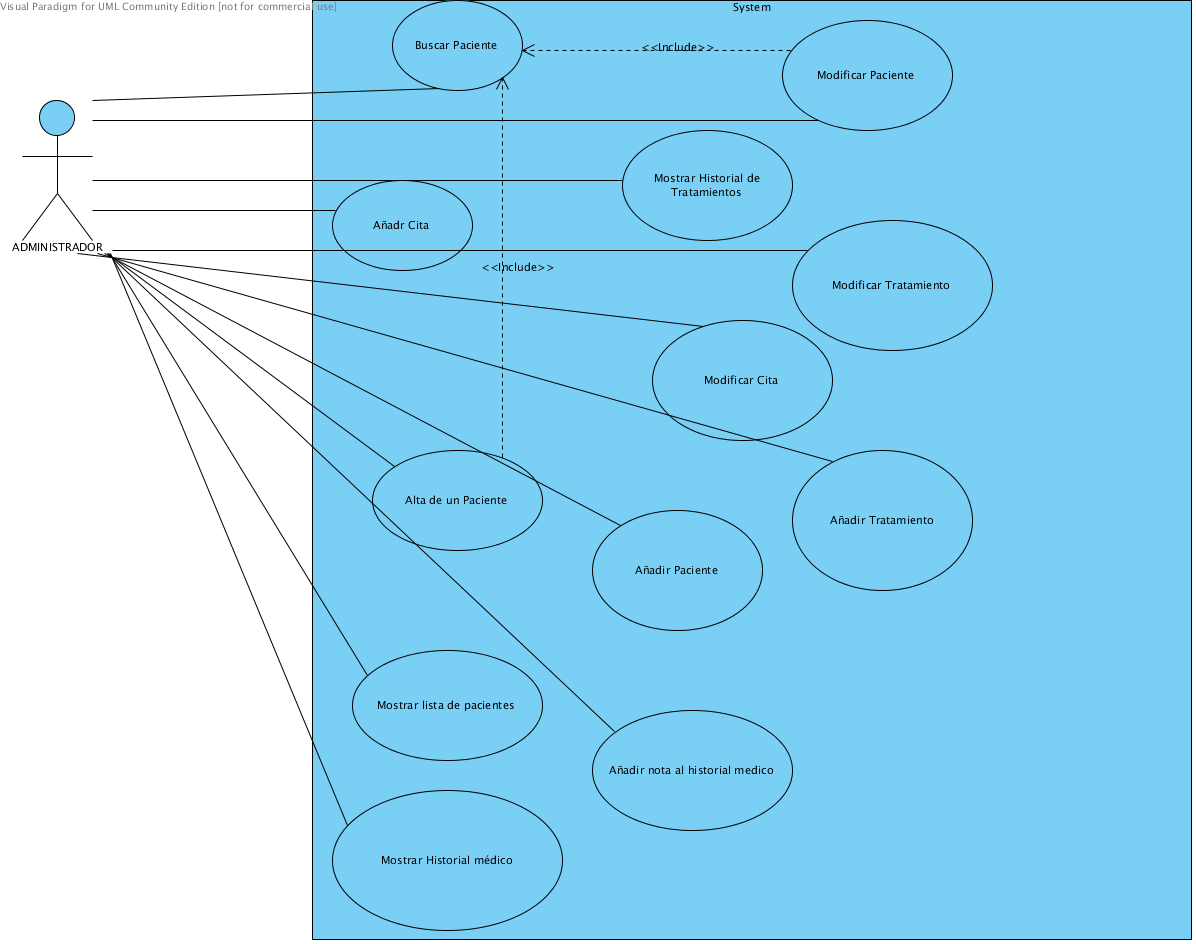 Visual Paradigm for UML Community Edition [not for commercial use]
System
Buscar Paciente
<<Include>>
Modificar Paciente
Mostrar Historial de
Tratamientos
Añadr Cita
ADMINISTRADOR
<<Include>>
Modificar Tratamiento
Modificar Cita
Alta de un Paciente
Añadir Tratamiento
Añadir Paciente
Mostrar lista de pacientes
Añadir nota al historial medico
Mostrar Historial médico